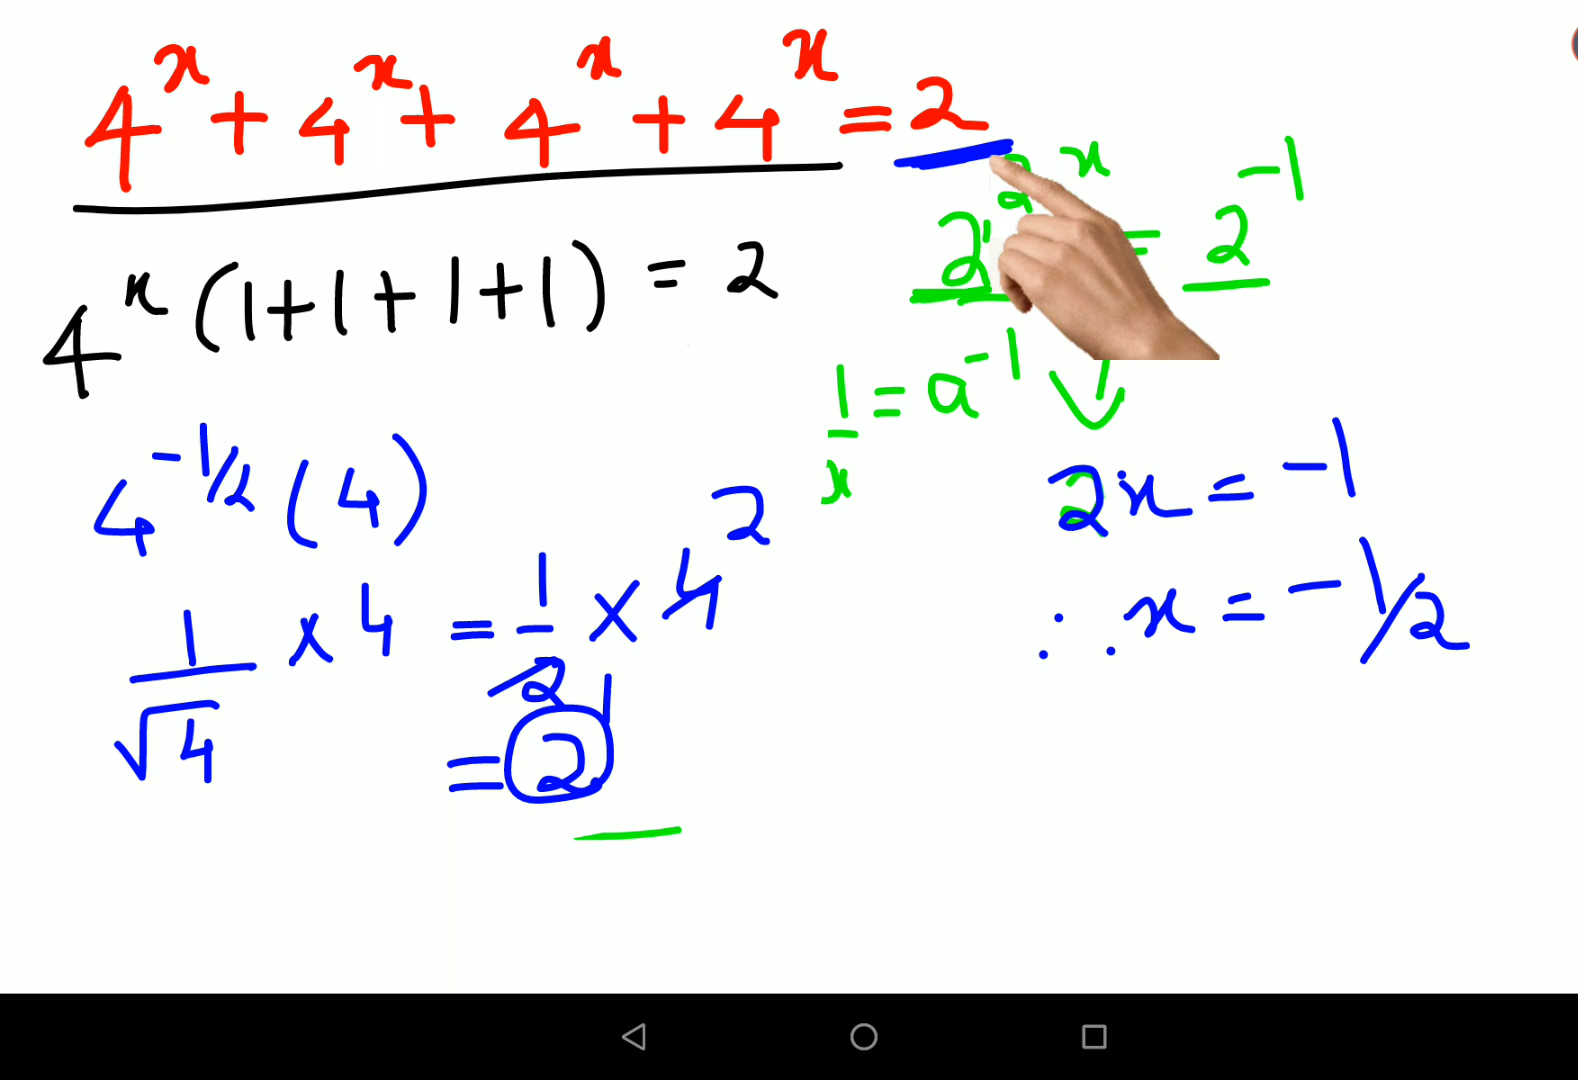 4^x + 4^x + 4^x + 4^x = 2
4^x (1+1+1+1) = 2
2^2x = 2^-1
1/x = a^-1
4^-1/2 (4)
2x = -1
1/√4 × 4 = 1/2 × 4 2
∴ x = -1/2
= 2